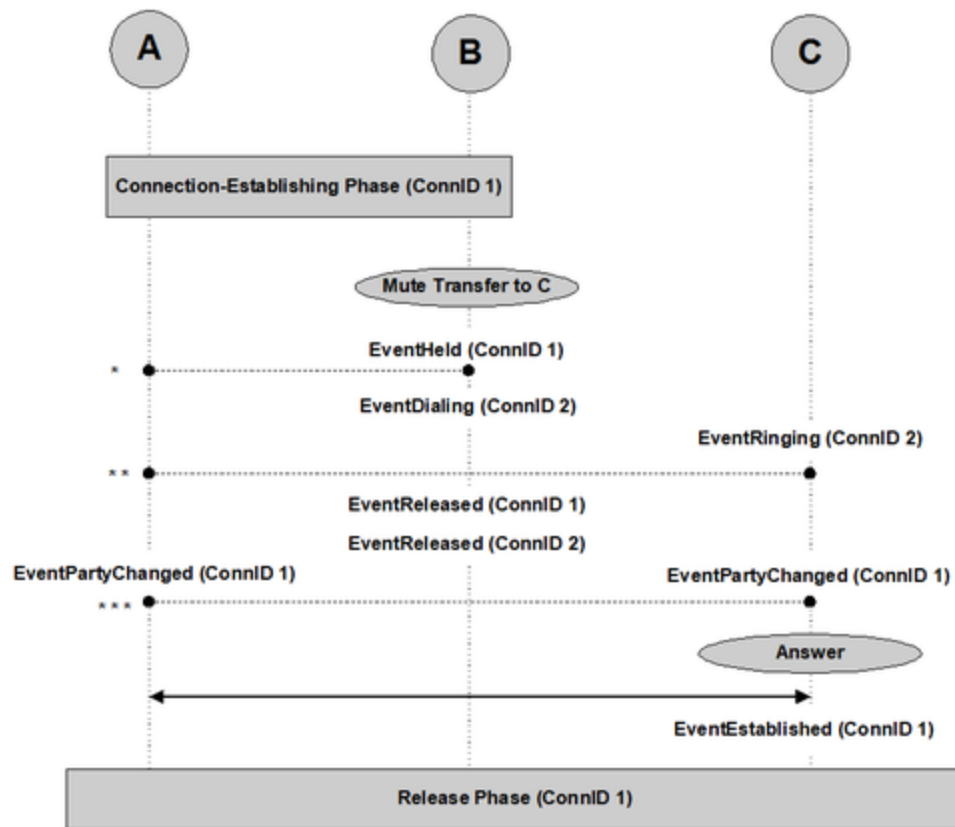 A
B
C
Connection-Establishing Phase (ConnID 1)
Mute Transfer to C
EventHeld (ConnID 1)
*
EventDialing (ConnID 2)
EventRinging (ConnID 2)
**
EventReleased (ConnID 1)
EventReleased (ConnID 2)
EventPartyChanged (ConnID 1)
EventPartyChanged (ConnID 1)
***
Answer
EventEstablished (ConnID 1)
Release Phase (ConnID 1)